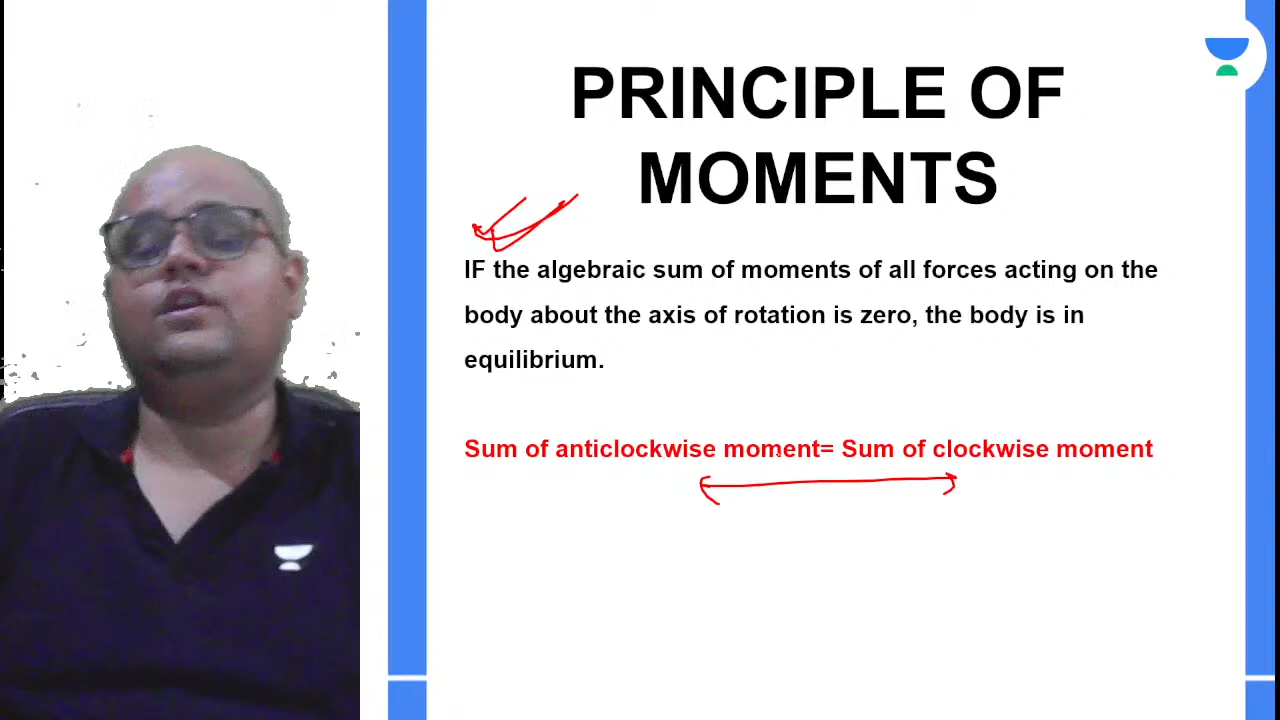 PRINCIPLE OF
MOMENTS
IF the algebraic sum of moments of all forces acting on the
body about the axis of rotation is zero, the body is in
equilibrium.
Sum of anticlockwise moment= Sum of clockwise moment